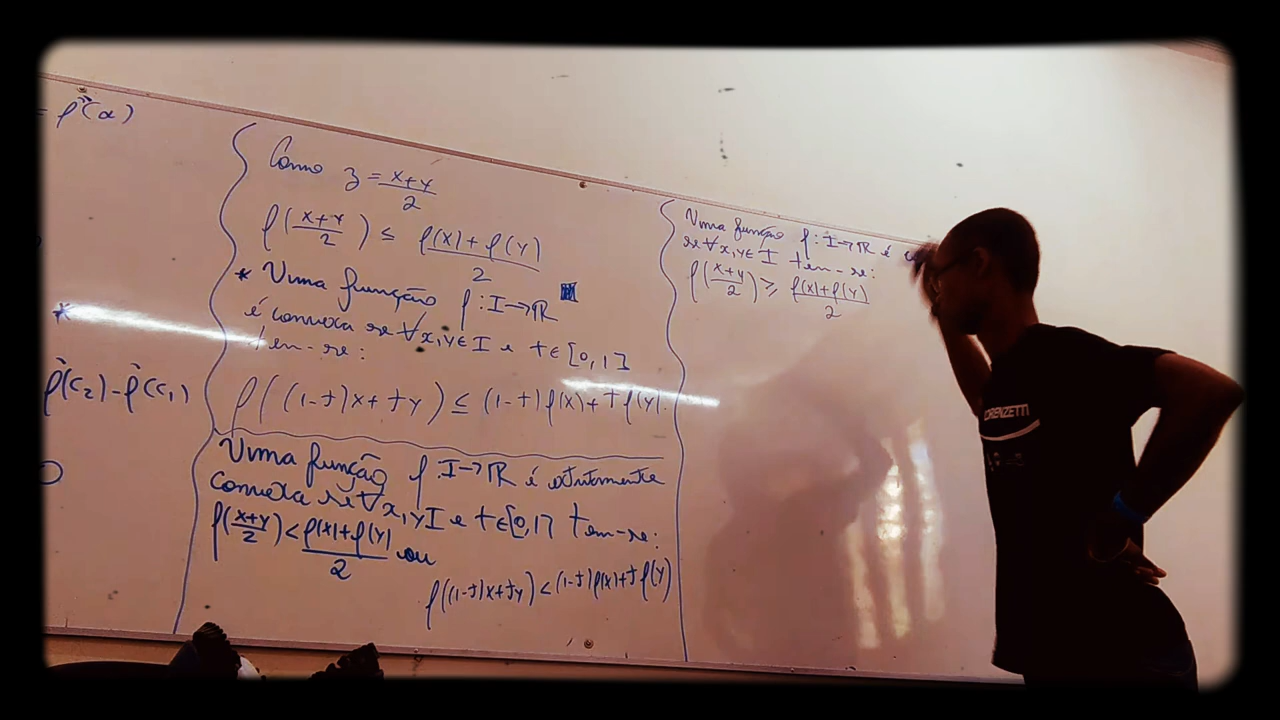 = f''(α)
f'(c₂) - f'(c₁)
Como z = x+y/2
f(x+y/2) ≤ f(x)+f(y)/2
* Uma função f: I→ℝ
é convexa se ∀x,y∈I e t∈[0,1]
tem-se:
f((1-t)x+ty) ≤ (1-t)f(x)+tf(y).
Uma função f: I→ℝ é estritamente
convexa se ∀x,y I e t∈[0,1] tem-se:
f(x+y/2) < f(x)+f(y)/2 ou
f((1-t)x+ty) < (1-t)f(x)+tf(y)
Uma função f: I→ℝ é
se ∀x,y∈I tem-se:
f(x+y/2) ≥ f(x)+f(y)/2
LORENZETTI